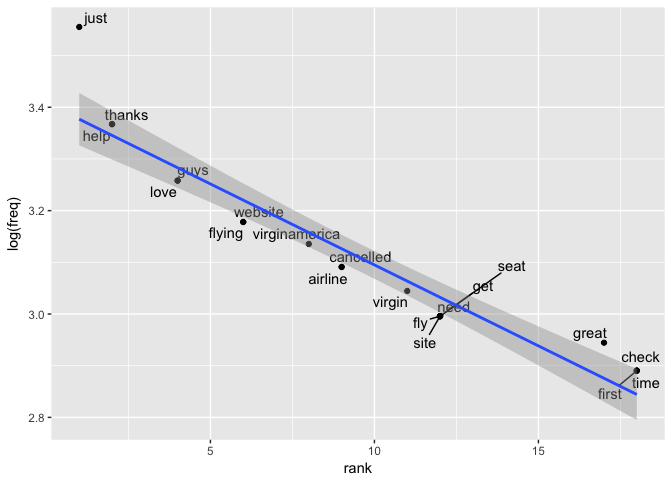 just
3.4
thanks
help
guys
love
3.2
website
flying
virginamerica
cancelled
airline
seat
get
virgin
need
3.0
fly
site
great
check
time
first
2.8
5
10
15
rank
log(freq)